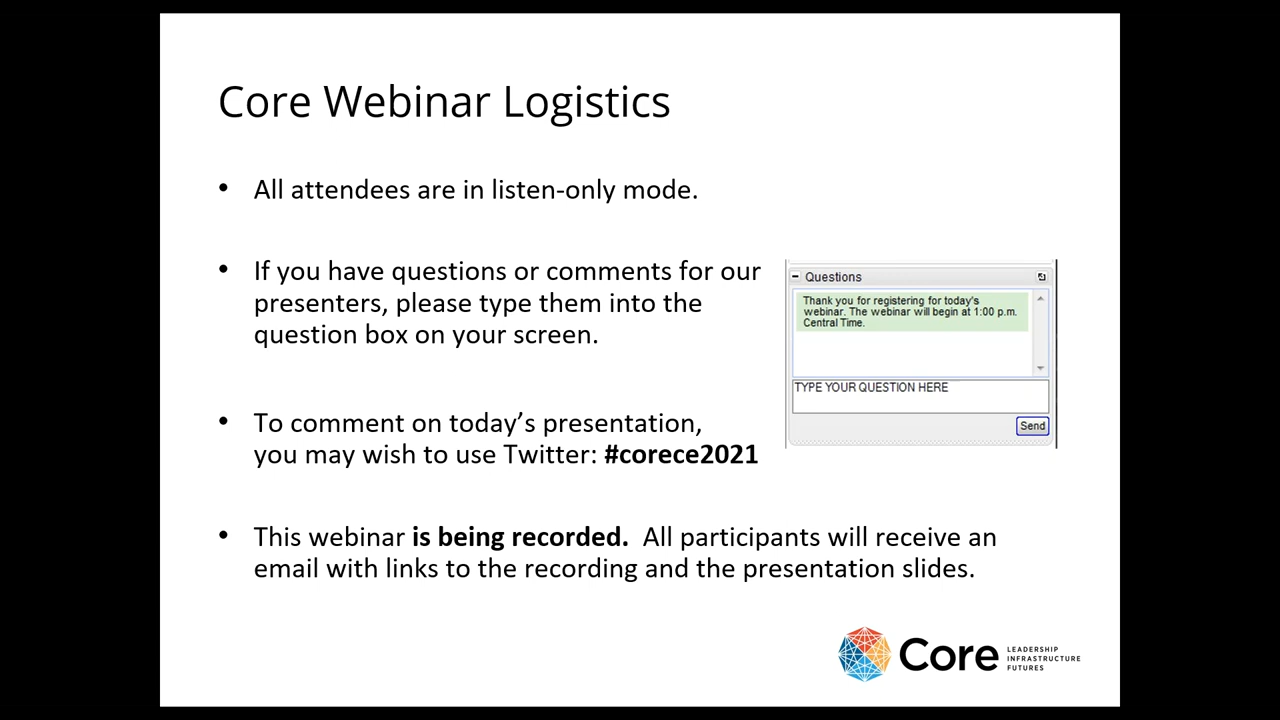 Core Webinar Logistics
• All attendees are in listen-only mode.
• If you have questions or comments for our
presenters, please type them into the
question box on your screen.
Questions
Thank you for registering for today's
webinar. The webinar will begin at 1:00 p.m.
Central Time.
TYPE YOUR QUESTION HERE
Send
• To comment on today’s presentation,
you may wish to use Twitter: #corece2021
• This webinar is being recorded. All participants will receive an
email with links to the recording and the presentation slides.
Core
LEADERSHIP
INFRASTRUCTURE
FUTURES